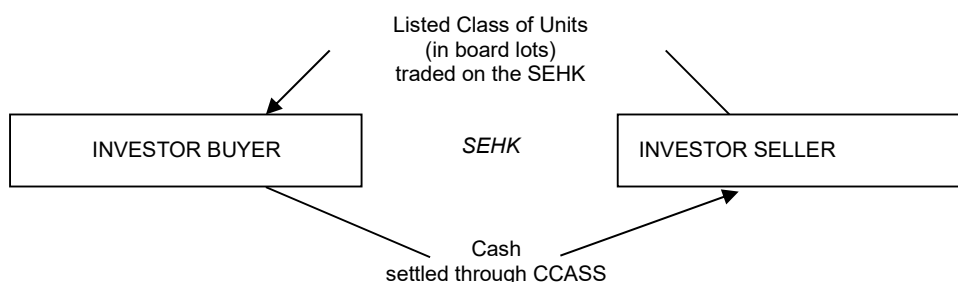 Listed Class of Units
(in board lots)
traded on the SEHK
INVESTOR BUYER
SEHK
INVESTOR SELLER
Cash
settled through CCASS